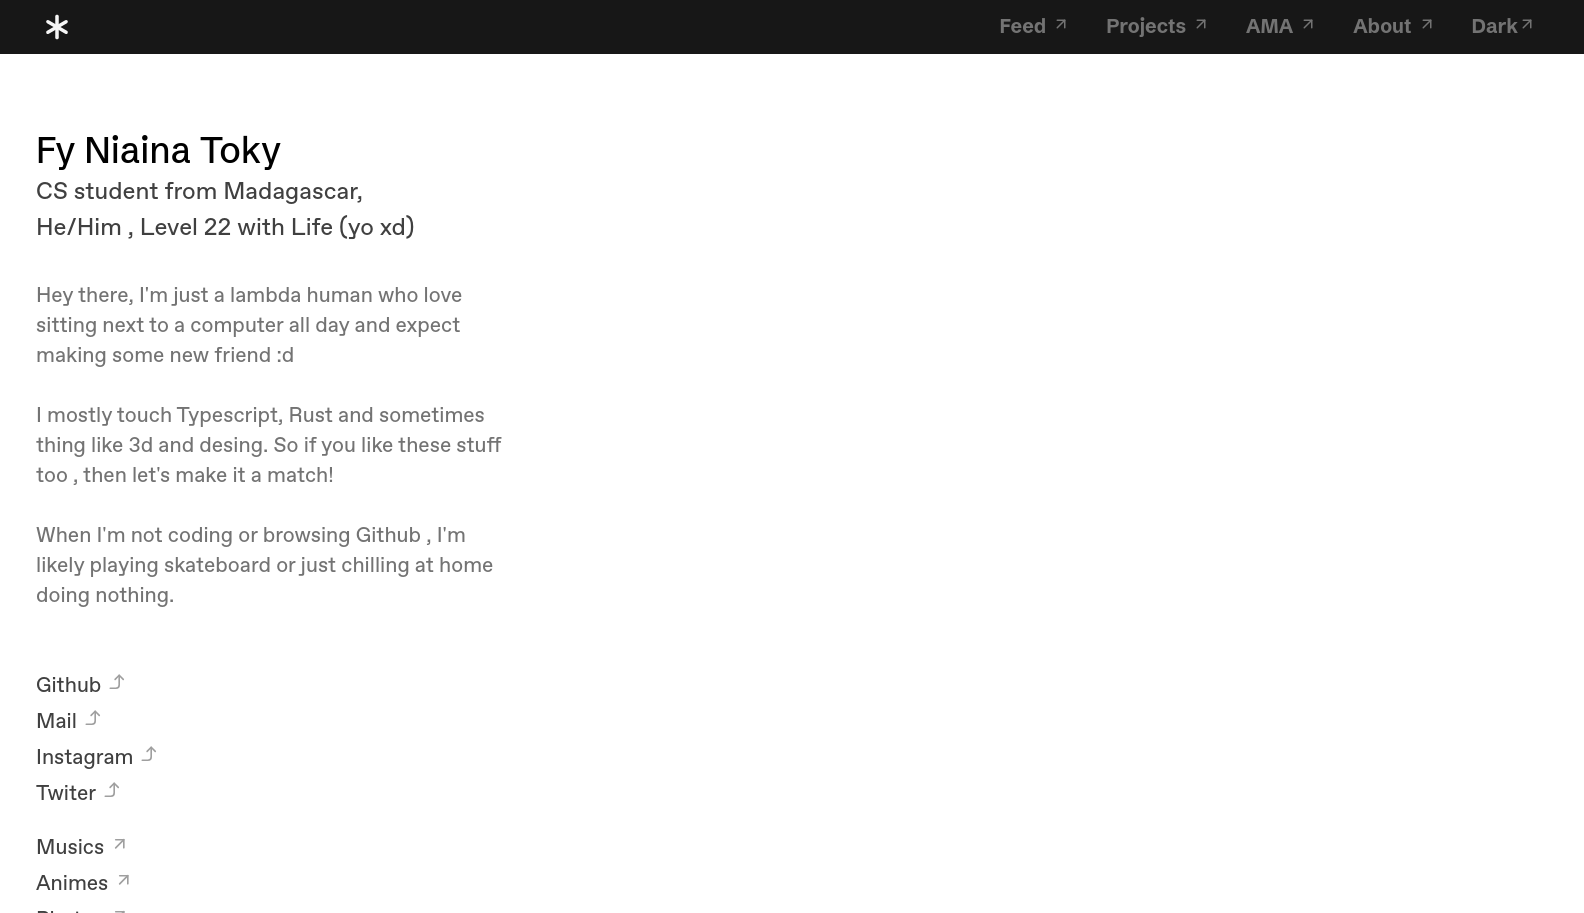 Feed Projects AMA About Dark
Fy Niaina Toky
CS student from Madagascar,
He/Him , Level 22 with Life (yo xd)
Hey there, I'm just a lambda human who love
sitting next to a computer all day and expect
making some new friend :d
I mostly touch Typescript, Rust and sometimes
thing like 3d and desing. So if you like these stuff
too , then let's make it a match!
When I'm not coding or browsing Github , I'm
likely playing skateboard or just chilling at home
doing nothing.
Github
Mail
Instagram
Twiter
Musics
Animes